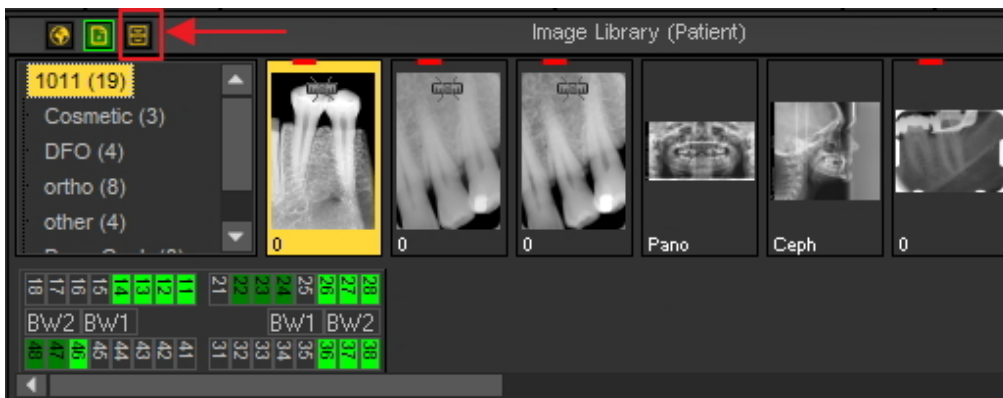 Image Library (Patient)
1011 (19)
Cosmetic (3)
DFO (4)
ortho (8)
other (4)
0
0
0
Pano
Ceph
0
18 17 16 15 14 13 12 11 21 22 23 24 25 26 27 28
BW2 BW1 BW1 BW2
48 47 46 45 44 43 42 41 31 32 33 34 35 36 37 38